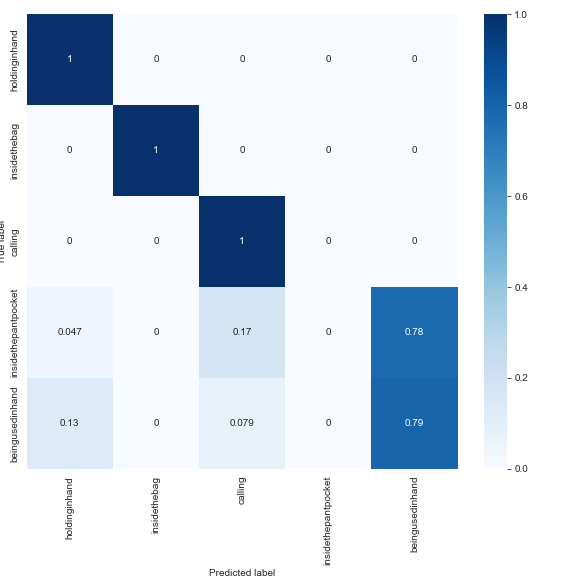 holdinginhand 1 0 0 0 0
insidethebag 0 1 0 0 0
True label
calling 0 0 1 0 0
insidethepantpocket 0.047 0 0.17 0 0.78
beingusedinhand 0.13 0 0.079 0 0.79
holdinginhand insidethebag calling insidethepantpocket beingusedinhand
Predicted label
1.0
0.8
0.6
0.4
0.2
0.0